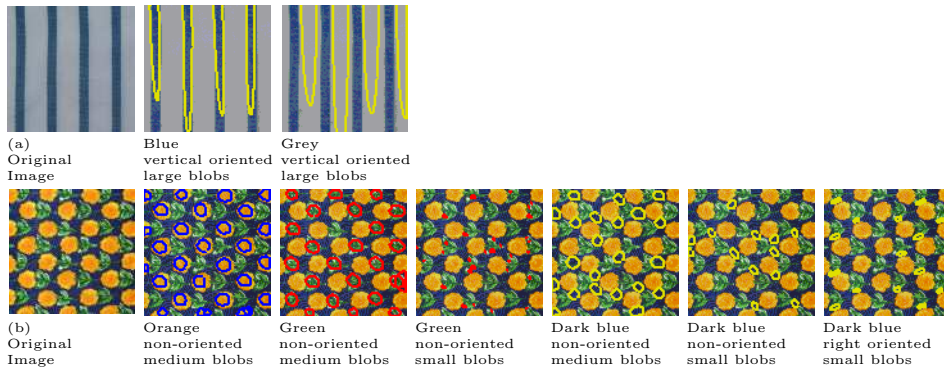 (a)
Original
Image
Blue
vertical oriented
large blobs
Grey
vertical oriented
large blobs
(b)
Original
Image
Orange
non-oriented
medium blobs
Green
non-oriented
medium blobs
Green
non-oriented
small blobs
Dark blue
non-oriented
medium blobs
Dark blue
non-oriented
small blobs
Dark blue
right oriented
small blobs